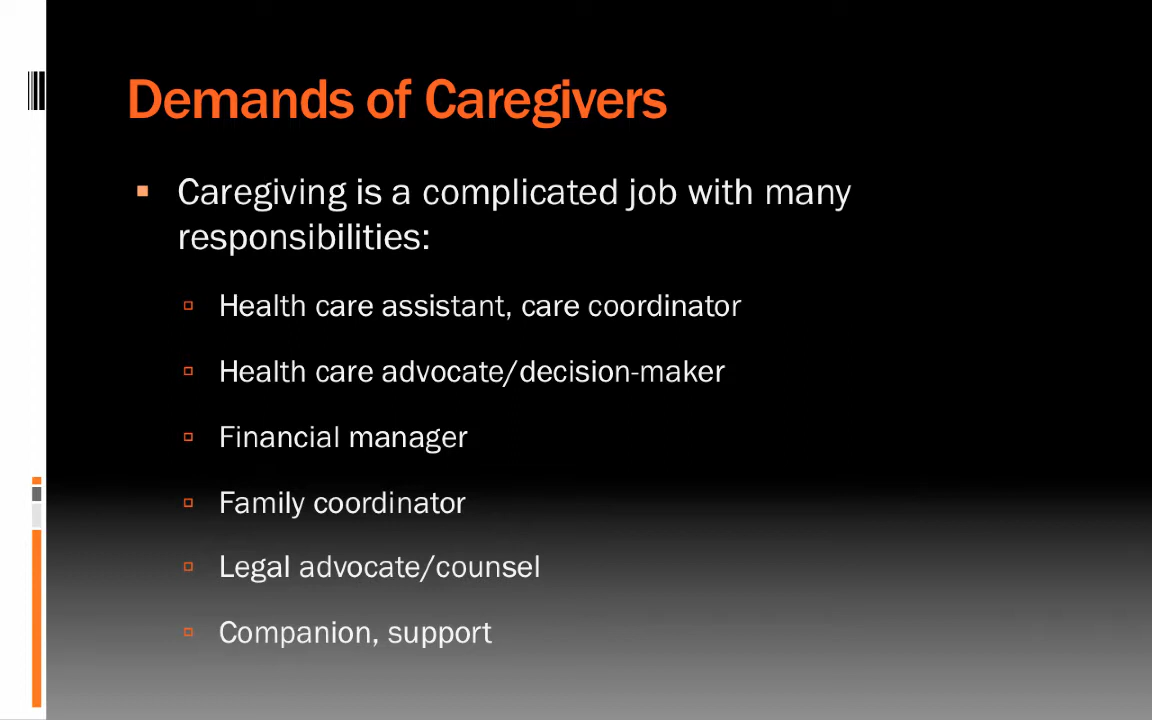 Demands of Caregivers
Caregiving is a complicated job with many
responsibilities:
Health care assistant, care coordinator
Health care advocate/decision-maker
Financial manager
Family coordinator
Legal advocate/counsel
Companion, support